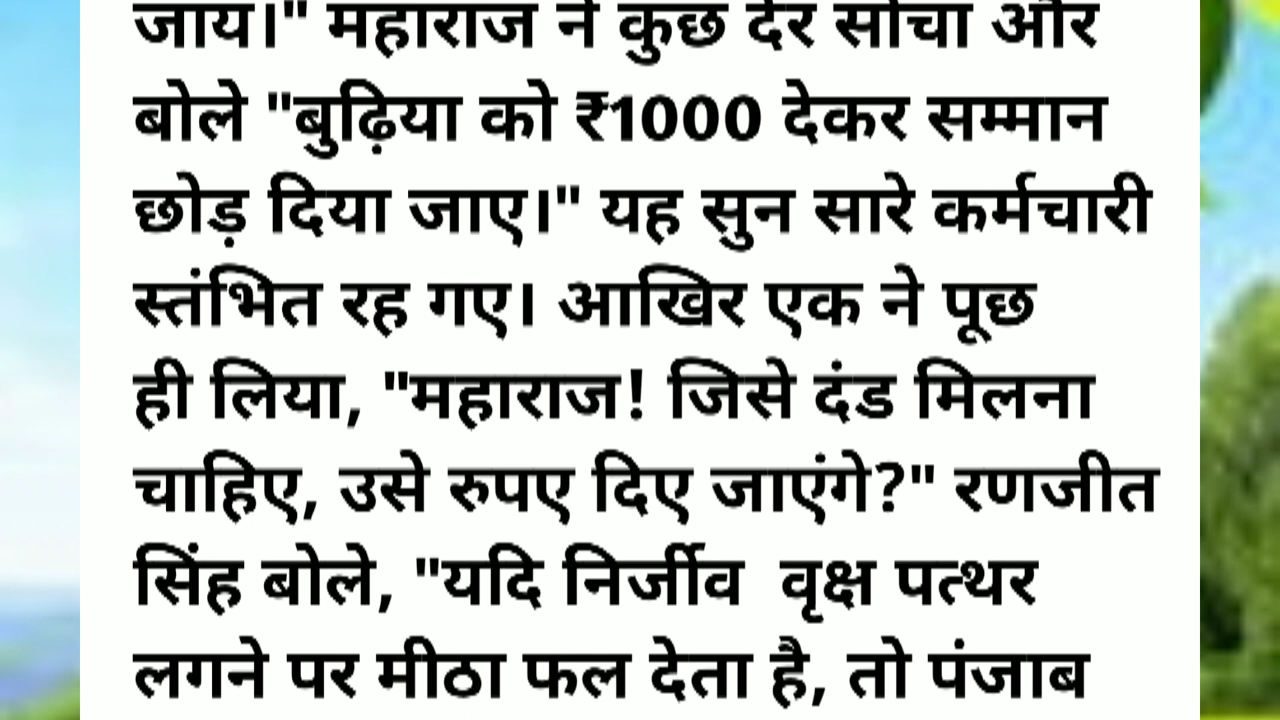 जाय।" महाराज ने कुछ देर सोचा और
बोले "बुढ़िया को ₹1000 देकर सम्मान
छोड़ दिया जाए।" यह सुन सारे कर्मचारी
स्तंभित रह गए। आखिर एक ने पूछ
ही लिया, "महाराज! जिसे दंड मिलना
चाहिए, उसे रुपए दिए जाएंगे?" रणजीत
सिंह बोले, "यदि निर्जीव  वृक्ष पत्थर
लगने पर मीठा फल देता है, तो पंजाब